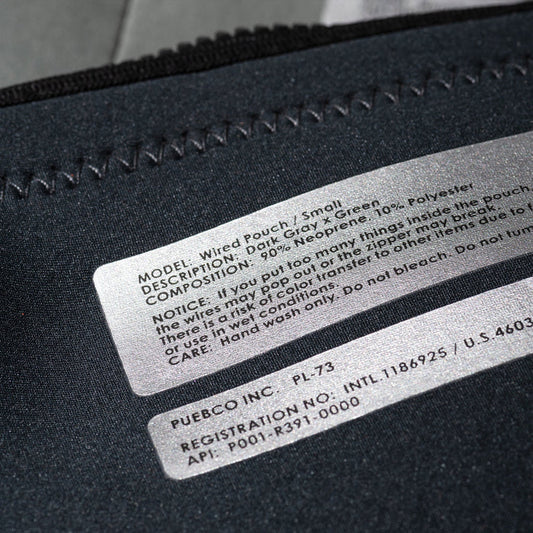 MODEL: Wired Pouch / Small
DESCRIPTION: Dark Gray x Green
COMPOSITION: 90% Neoprene, 10% Polyester
NOTICE: If you put too many things inside the pouch,
the wires may pop out or the zipper may break.
There is a risk of color transfer to other items due to
or use in wet conditions.
CARE: Hand wash only. Do not bleach. Do not tum
PUEBCO INC. PL-73
REGISTRATION NO: INTL.1186925 / U.S.4603
API: P001-R391-0000